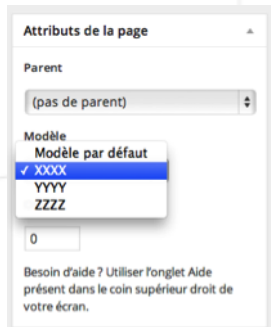 Attributs de la page
Parent
(pas de parent)
Modèle
Modèle par défaut
✓ XXXX
YYYY
ZZZZ
0
Besoin d’aide ? Utiliser l’onglet Aide
présent dans le coin supérieur droit de
votre écran.